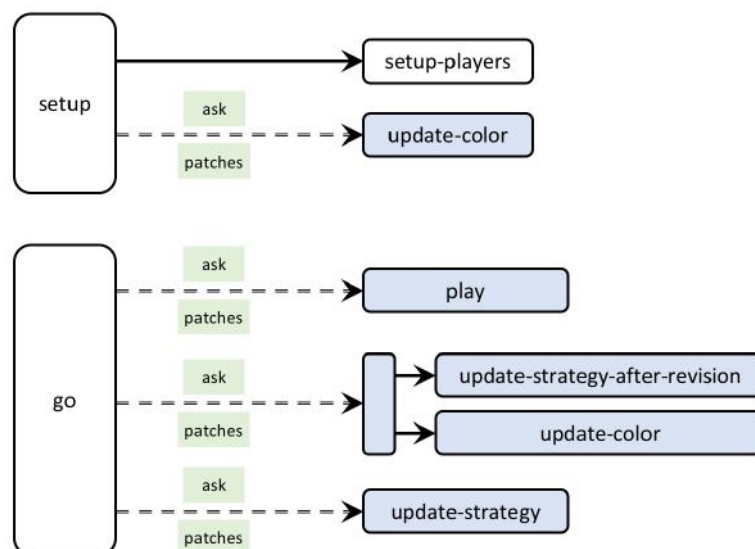 setup-players
setup
ask
patches
update-color
go
ask
patches
play
ask
patches
update-strategy-after-revision
update-color
ask
patches
update-strategy